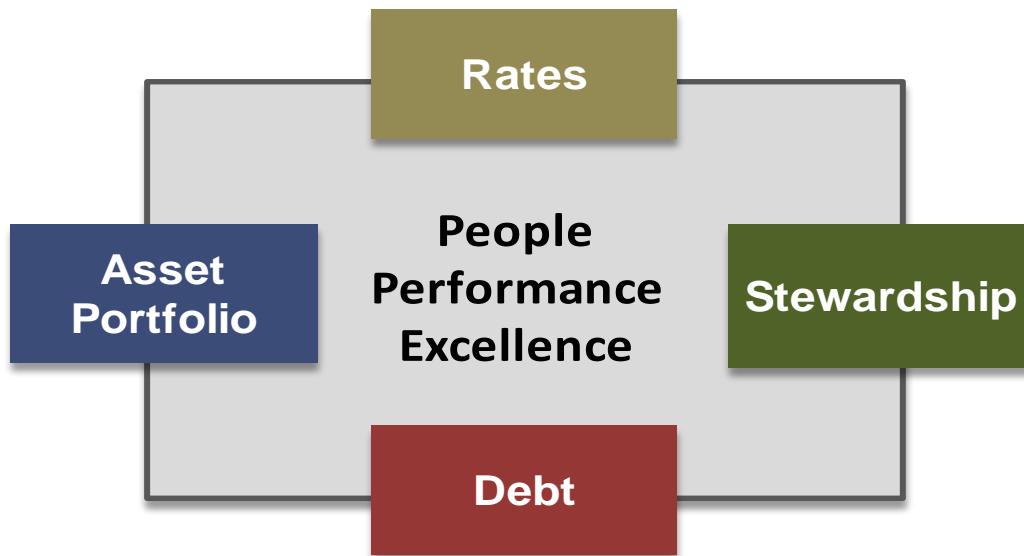 Rates
Asset
Portfolio
People
Performance
Excellence
Stewardship
Debt